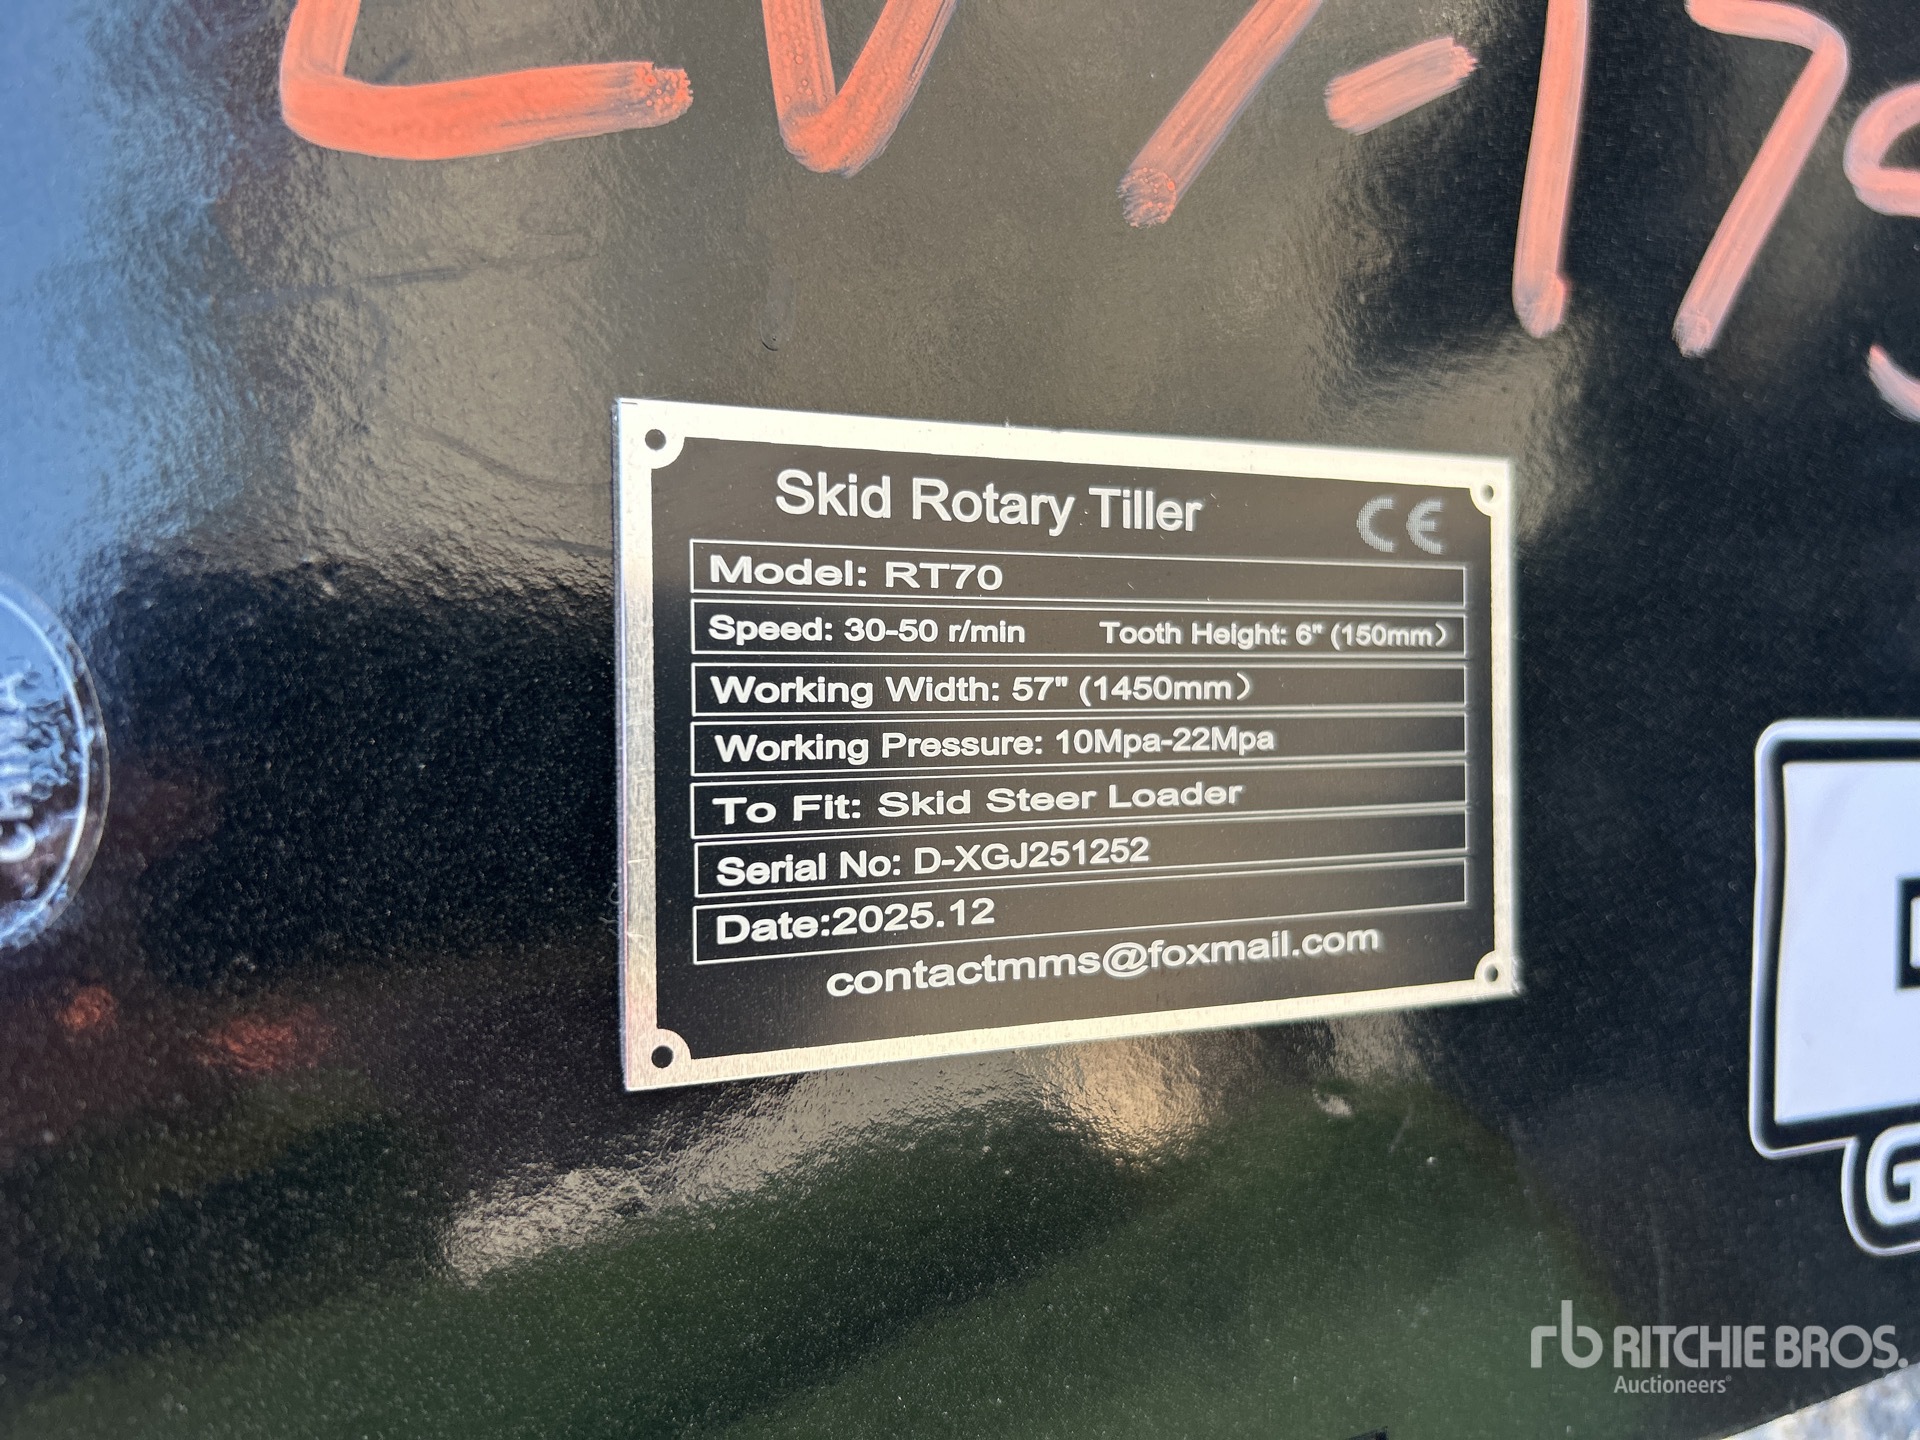 Skid Rotary Tiller CE
Model: RT70
Speed: 30-50 r/min Tooth Height: 6" (150mm)
Working Width: 57" (1450mm)
Working Pressure: 10Mpa-22Mpa
To Fit: Skid Steer Loader
Serial No: D-XGJ251252
Date:2025.12
contactmms@foxmail.com
CHINA
rb RITCHIE BROS.
Auctioneers